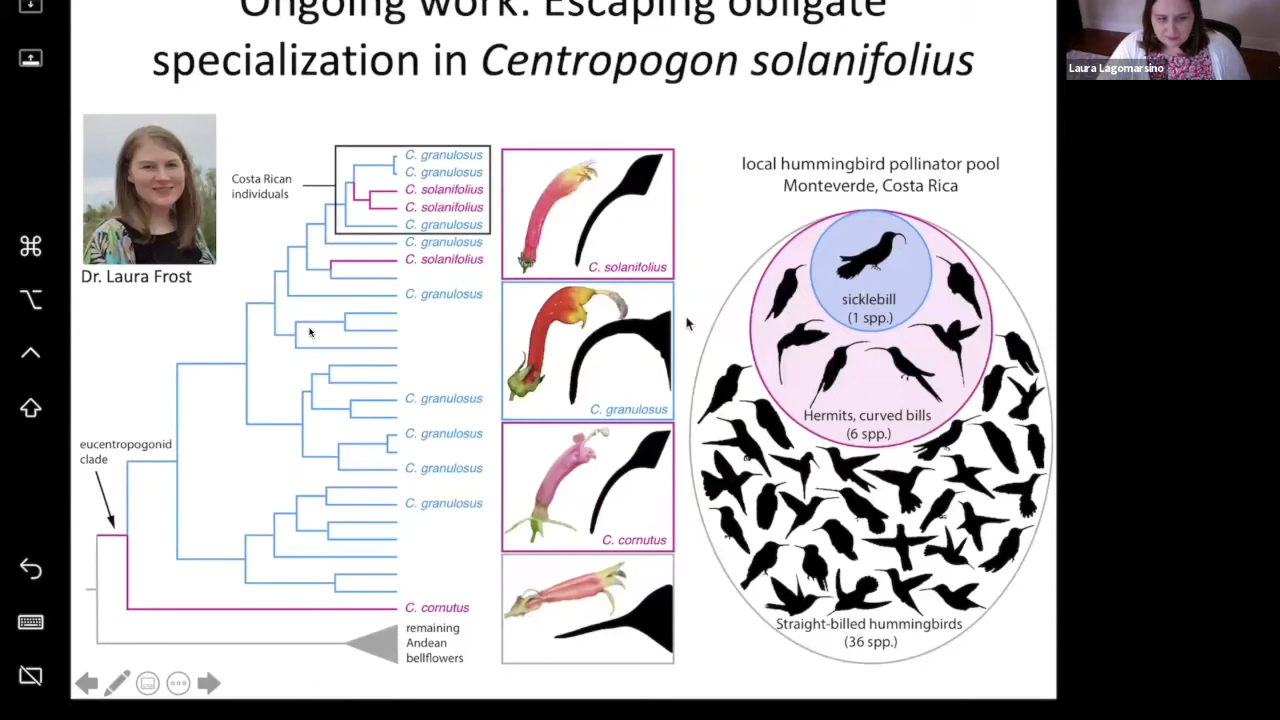 Ongoing work: Escaping obligate
specialization in Centropogon solanifolius
Laura Lagomarsino
Dr. Laura Frost
Costa Rican
individuals
C. granulosus
C. granulosus
C. solanifolius
C. solanifolius
C. granulosus
C. granulosus
C. solanifolius
C. granulosus
C. granulosus
C. granulosus
C. granulosus
C. granulosus
C. cornutus
eucentropogonid
clade
remaining
Andean
bellflowers
C. solanifolius
C. granulosus
C. cornutus
local hummingbird pollinator pool
Monteverde, Costa Rica
sicklebill
(1 spp.)
Hermits, curved bills
(6 spp.)
Straight-billed hummingbirds
(36 spp.)